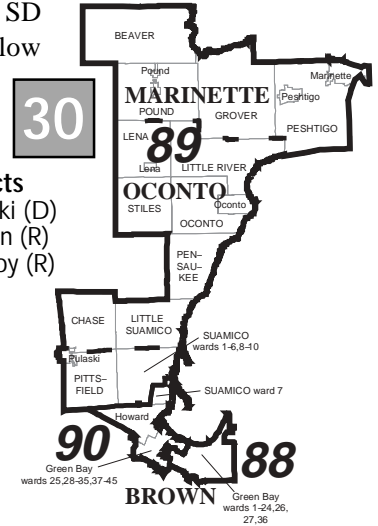 SD
low
30
cts
ki (D)
n (R)
by (R)
BEAVER
Pound
Marinette
MARINETTE
Peshtigo
POUND
GROVER
PESHTIGO
LENA
89
Lena
LITTLE RIVER
OCONTO
STILES
Oconto
OCONTO
PEN-
SAU-
KEE
CHASE
LITTLE
SUAMICO
SUAMICO
wards 1-6,8-10
Pulaski
PITTS-
FIELD
SUAMICO ward 7
Howard
90
88
Green Bay
wards 25,28-35,37-45
BROWN
Green Bay
wards 1-24,26,
27,36